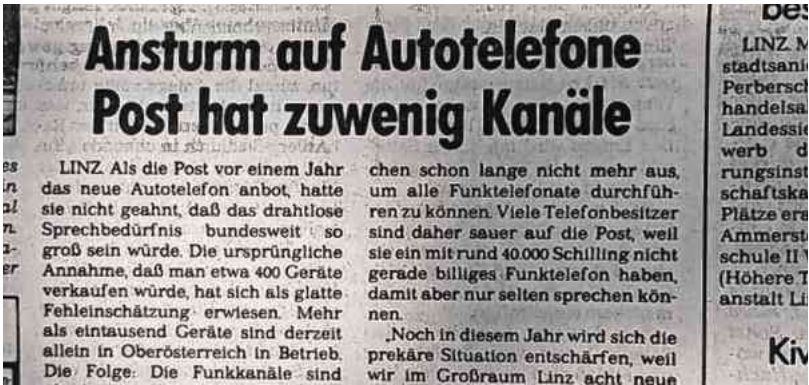 Ansturm auf Autotelefone
Post hat zuwenig Kanäle
LINZ. Als die Post vor einem Jahr
das neue Autotelefon anbot, hatte
sie nicht geahnt, daß das drahtlose
Sprechbedürfnis bundesweit so
groß sein würde. Die ursprüngliche
Annahme, daß man etwa 400 Geräte
verkaufen würde, hat sich als glatte
Fehleinschätzung erwiesen. Mehr
als eintausend Geräte sind derzeit
allein in Oberösterreich in Betrieb.
Die Folge: Die Funkkanäle sind
chen schon lange nicht mehr aus,
um alle Funktelefonate durchfüh-
ren zu können. Viele Telefonbesitzer
sind daher sauer auf die Post, weil
sie ein mit rund 40.000 Schilling nicht
gerade billiges Funktelefon haben,
damit aber nur selten sprechen kön-
nen.
„Noch in diesem Jahr wird sich die
prekäre Situation entschärfen, weil
wir im Großraum Linz acht neue
LINZ. M
stadtsani
Persersch
handelsa
Landessi
werb d
rungsinst
schaftska
Plätze era
Ammerst
schule II V
(Höhere T
anstalt Li
Kiv